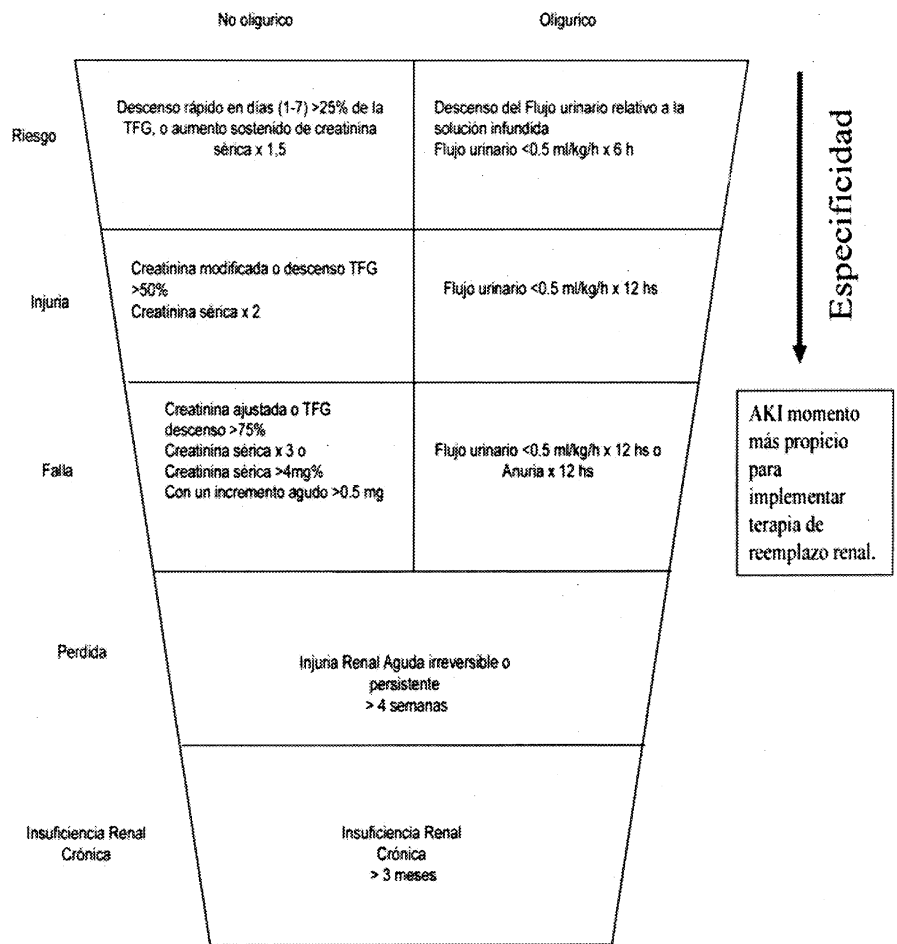 No oligurico
Oligurico
Riesgo
Descenso rápido en días (1-7) >25% de la
TFG, o aumento sostenido de creatinina
sérica x 1,5
Descenso del Flujo urinario relativo a la
solución infundida
Flujo urinario <0.5 ml/kg/h x 6 h
Especificidad
Injuria
Creatinina modificada o descenso TFG
>50%
Creatinina sérica x 2
Flujo urinario <0.5 ml/kg/h x 12 hs
Falla
Creatinina ajustada o TFG
descenso >75%
Creatinina sérica x 3 o
Creatinina sérica >4mg%
Con un incremento agudo >0.5 mg
Flujo urinario <0.5 ml/kg/h x 12 hs o
Anuria x 12 hs
AKI momento
más propicio
para
implementar
terapia de
reemplazo renal.
Perdida
Injuria Renal Aguda irreversible o
persistente
> 4 semanas
Insuficiencia Renal
Crónica
Insuficiencia Renal
Crónica
> 3 meses